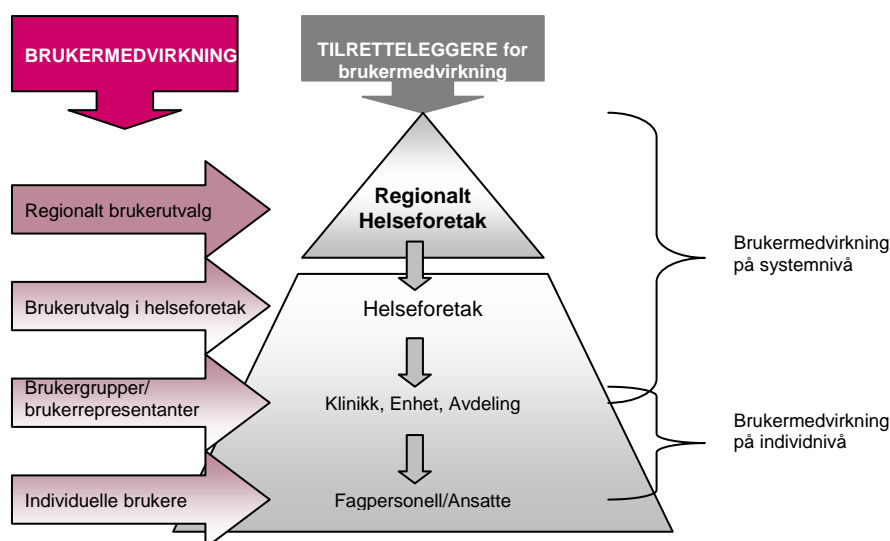 BRUKERMEDVIRKNING
TILRETTELEGGERE for
brukermedvirkning
Regionalt brukerutvalg
Regionalt
Helseforetak
Brukermedvirkning
på systemnivå
Brukerutvalg i helseforetak
Helseforetak
Brukergrupper/
brukerrepresentanter
Klinikk, Enhet, Avdeling
Brukermedvirkning
på individnivå
Individuelle brukere
Fagpersonell/Ansatte